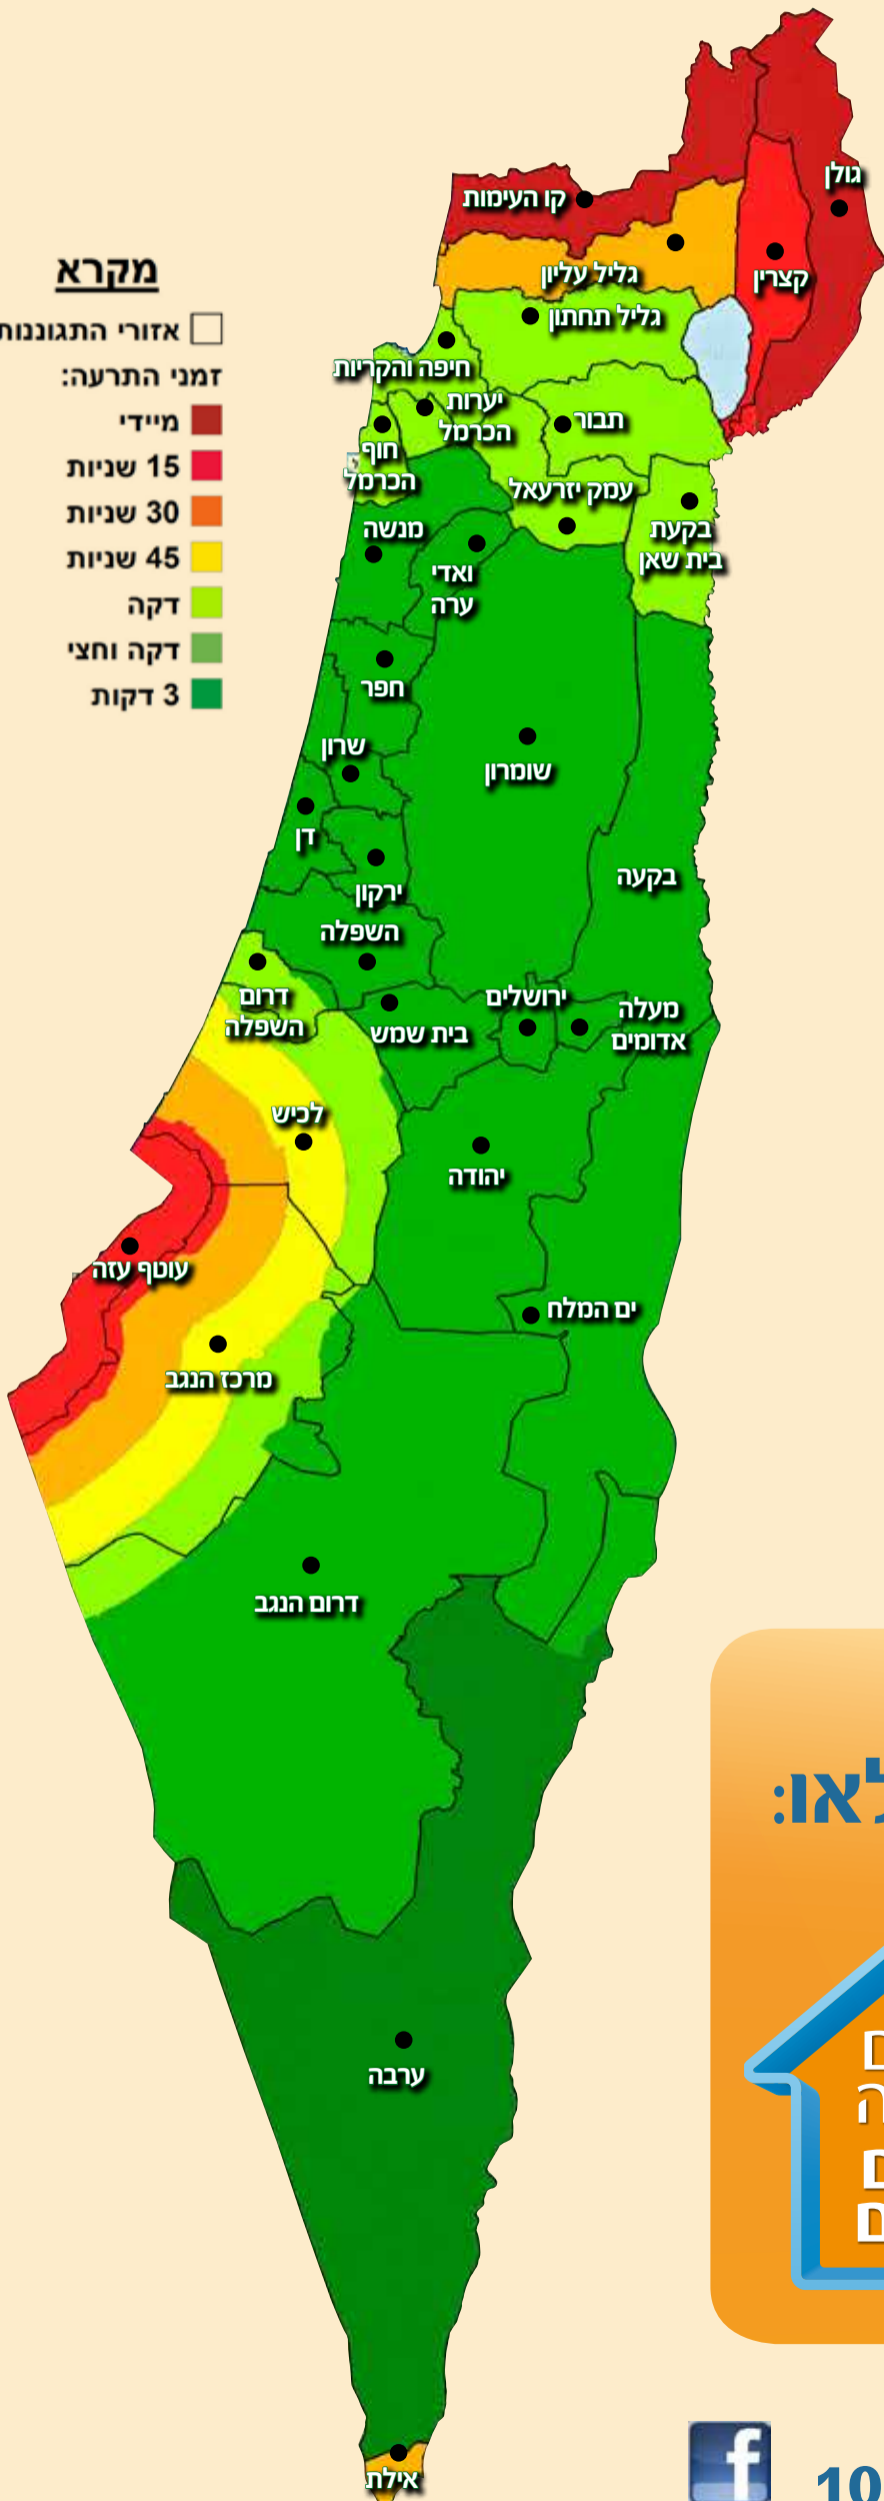 מקרא
אזורי התגוננות
זמני התרעה:
מיידי
15 שניות
30 שניות
45 שניות
דקה
דקה וחצי
3 דקות
גולן
קו העימות
קצרין
גליל עליון
גליל תחתון
חיפה והקריות
יערות
הכרמל
תבור
חוף
הכרמל
עמק יזרעאל
בקעת
בית שאן
מנשה
ואדי
ערה
חפר
שומרון
שרון
דן
ירקון
בקעה
השפלה
דרום
השפלה
בית שמש
ירושלים
מעלה
אדומים
לכיש
יהודה
עוטף עזה
ים המלח
מרכז הנגב
דרום הנגב
ערבה
אילת
10